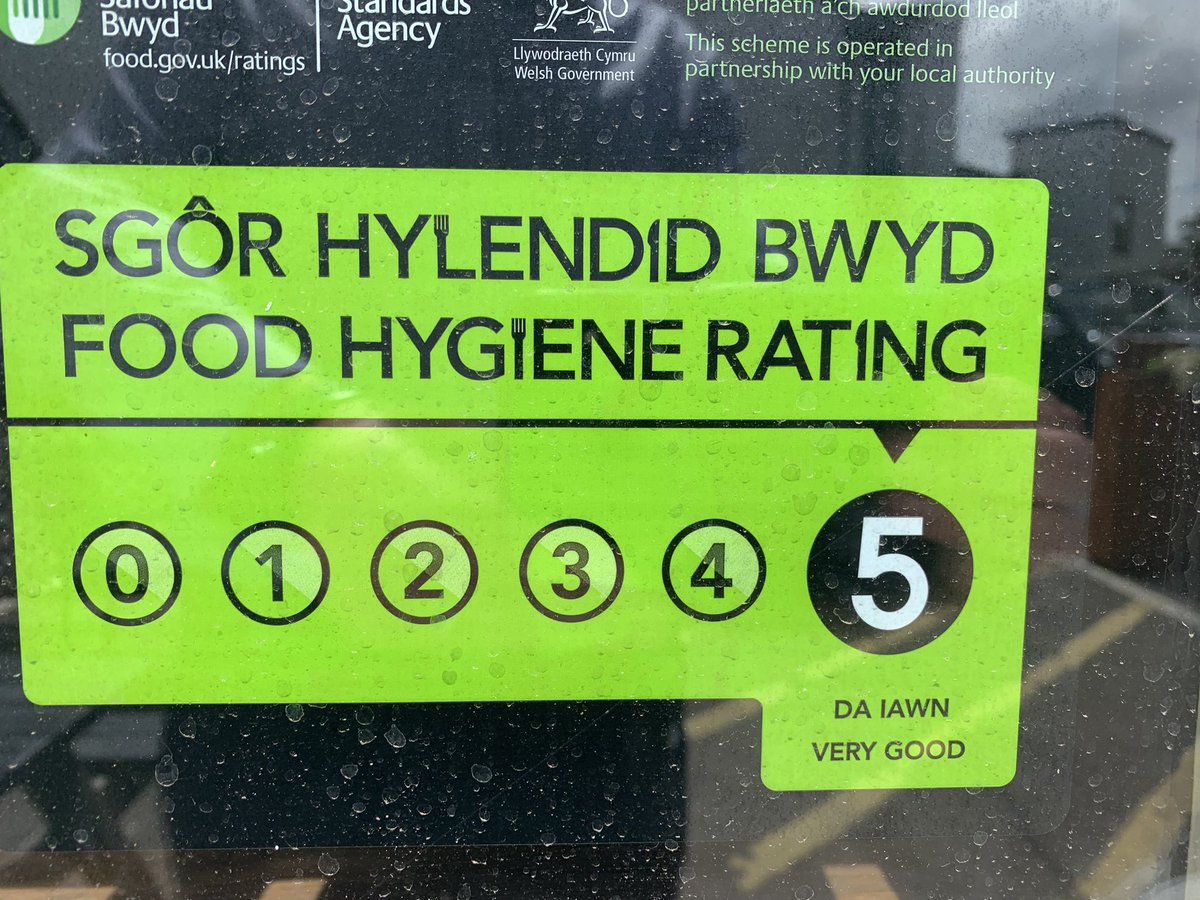 Safonau
Bwyd
food.gov.uk/ratings
Standards
Agency
Llywodraeth Cymru
Welsh Government
partneriaeth a'ch awdurdod lleol
This scheme is operated in
partnership with your local authority
SGÔR HYLENDID BWYD
FOOD HYGIENE RATING
0 1 2 3 4 5
DA IAWN
VERY GOOD